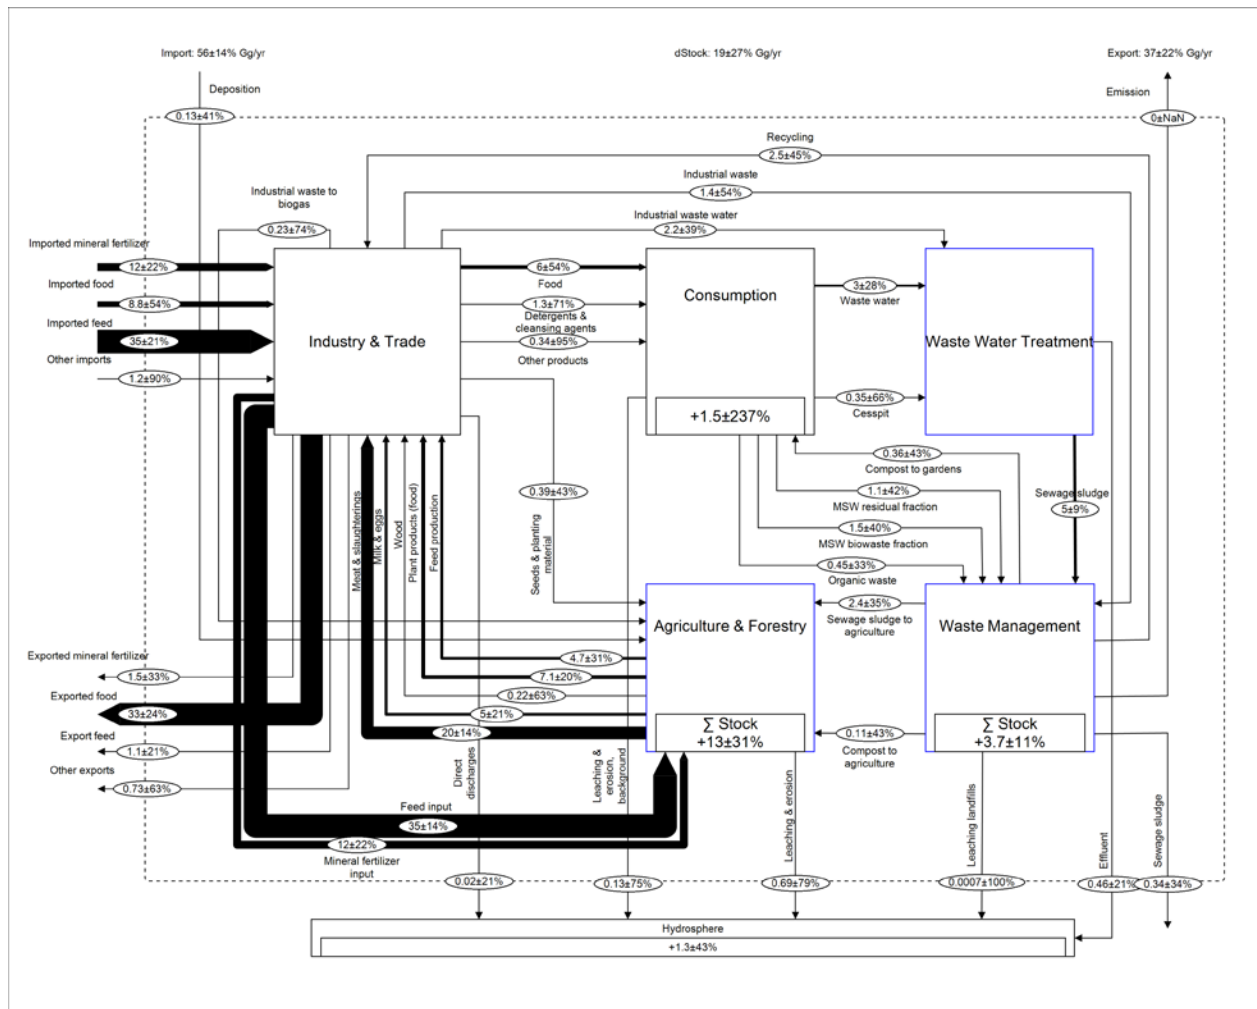 Import: 56±14% Gg/yr
dStock: 19±27% Gg/yr
Export: 37±22% Gg/yr
Deposition
Emission
0.13±41%
0±NaN
Recycling
2.5±45%
Industrial waste to
biogas
Industrial waste
1.4±54%
0.23±74%
Industrial waste water
2.2±39%
Imported mineral fertilizer
12±22%
Imported food
8.8±54%
Imported feed
35±21%
Other imports
1.2±90%
Industry & Trade
6±54%
Food
1.3±71%
Detergents &
cleansing agents
0.34±95%
Other products
Consumption
+1.5±237%
3±28%
Waste water
0.35±66%
Cesspit
Waste Water Treatment
0.36±43%
Compost to gardens
1.1±42%
MSW residual fraction
1.5±40%
MSW biowaste fraction
0.45±33%
Organic waste
Sewage sludge
5±9%
0.39±43%
Seeds & planting
material
Meat & slaughterings
Milk & eggs
Wood
Plant products (food)
Feed production
Agriculture & Forestry
∑ Stock
+13±31%
2.4±35%
Sewage sludge to
agriculture
Waste Management
∑ Stock
+3.7±11%
0.11±43%
Compost to
agriculture
4.7±31%
7.1±20%
0.22±63%
5±21%
20±14%
Exported mineral fertilizer
1.5±33%
Exported food
33±24%
Export feed
1.1±21%
Other exports
0.73±63%
Feed input
35±14%
12±22%
Mineral fertilizer
input
Direct
discharges
Leaching &
erosion,
background
Leaching & erosion
Leaching landfills
Effluent
Sewage sludge
0.02±21%
0.13±75%
0.69±79%
0.0007±100%
0.46±21%
0.34±34%
Hydrosphere
+1.3±43%